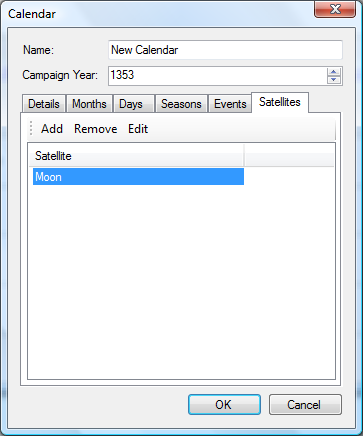 Calendar
Name: New Calendar
Campaign Year: 1353
Details Months Days Seasons Events Satellites
Add Remove Edit
Satellite
Moon
OK Cancel